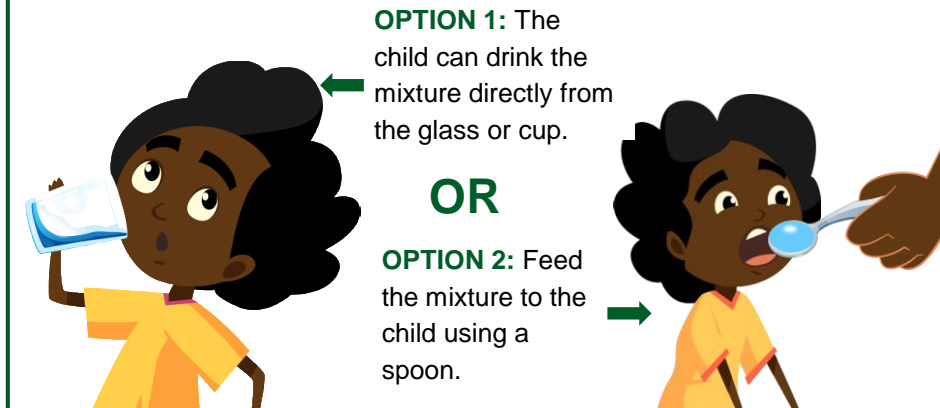 OPTION 1: The
child can drink the
mixture directly from
the glass or cup.
OR
OPTION 2: Feed
the mixture to the
child using a
spoon.